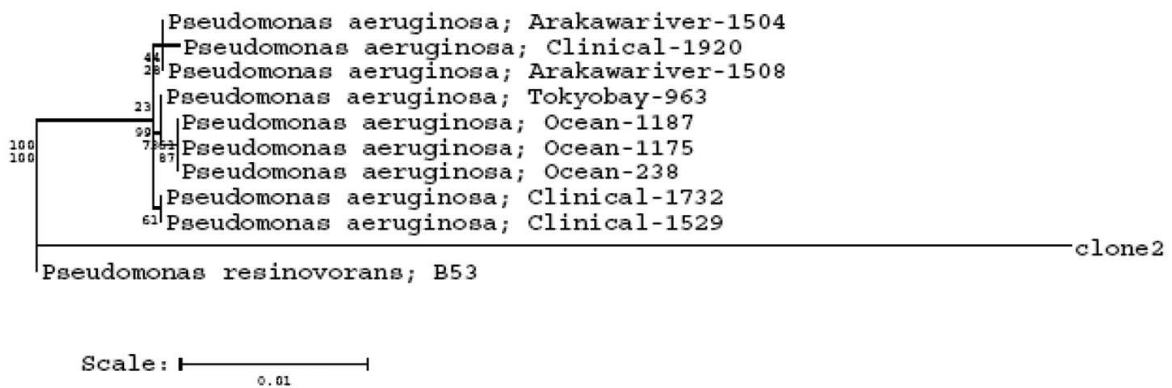 Pseudomonas aeruginosa; Arakawariver-1504
Pseudomonas aeruginosa; Clinical-1920
44
28
Pseudomonas aeruginosa; Arakawariver-1508
Pseudomonas aeruginosa; Tokyobay-963
23
Pseudomonas aeruginosa; Ocean-1187
99
Pseudomonas aeruginosa; Ocean-1175
100
100
87
Pseudomonas aeruginosa; Ocean-238
Pseudomonas aeruginosa; Clinical-1732
61
Pseudomonas aeruginosa; Clinical-1529
clone2
Pseudomonas resinovorans; B53
Scale:
0.01